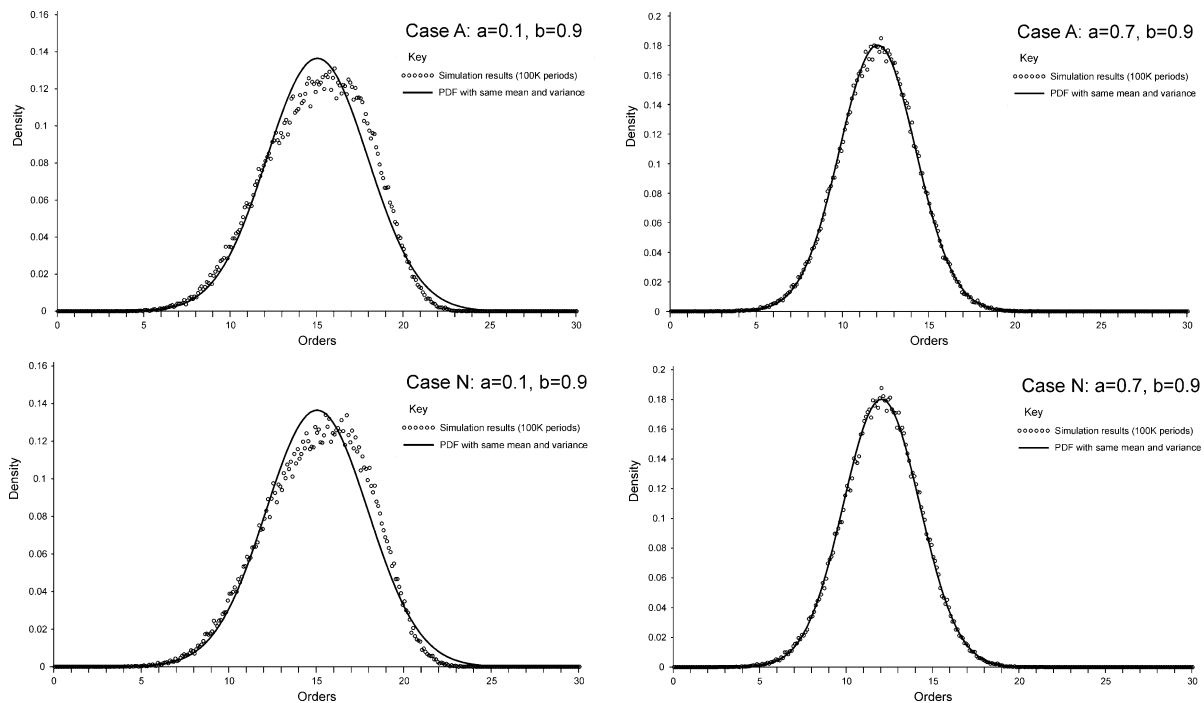 Case A: a=0.1, b=0.9
Key
Simulation results (100K periods)
PDF with same mean and variance
Density
0.16
0.14
0.12
0.1
0.08
0.06
0.04
0.02
0
0 5 10 15 20 25 30
Orders
Case A: a=0.7, b=0.9
Key
Simulation results (100K periods)
PDF with same mean and variance
Density
0.2
0.18
0.16
0.14
0.12
0.1
0.08
0.06
0.04
0.02
0
0 5 10 15 20 25 30
Orders
Case N: a=0.1, b=0.9
Key
Simulation results (100K periods)
PDF with same mean and variance
Density
0.16
0.14
0.12
0.1
0.08
0.06
0.04
0.02
0
0 5 10 15 20 25 30
Orders
Case N: a=0.7, b=0.9
Key
Simulation results (100K periods)
PDF with same mean and variance
Density
0.2
0.18
0.16
0.14
0.12
0.1
0.08
0.06
0.04
0.02
0
0 5 10 15 20 25 30
Orders